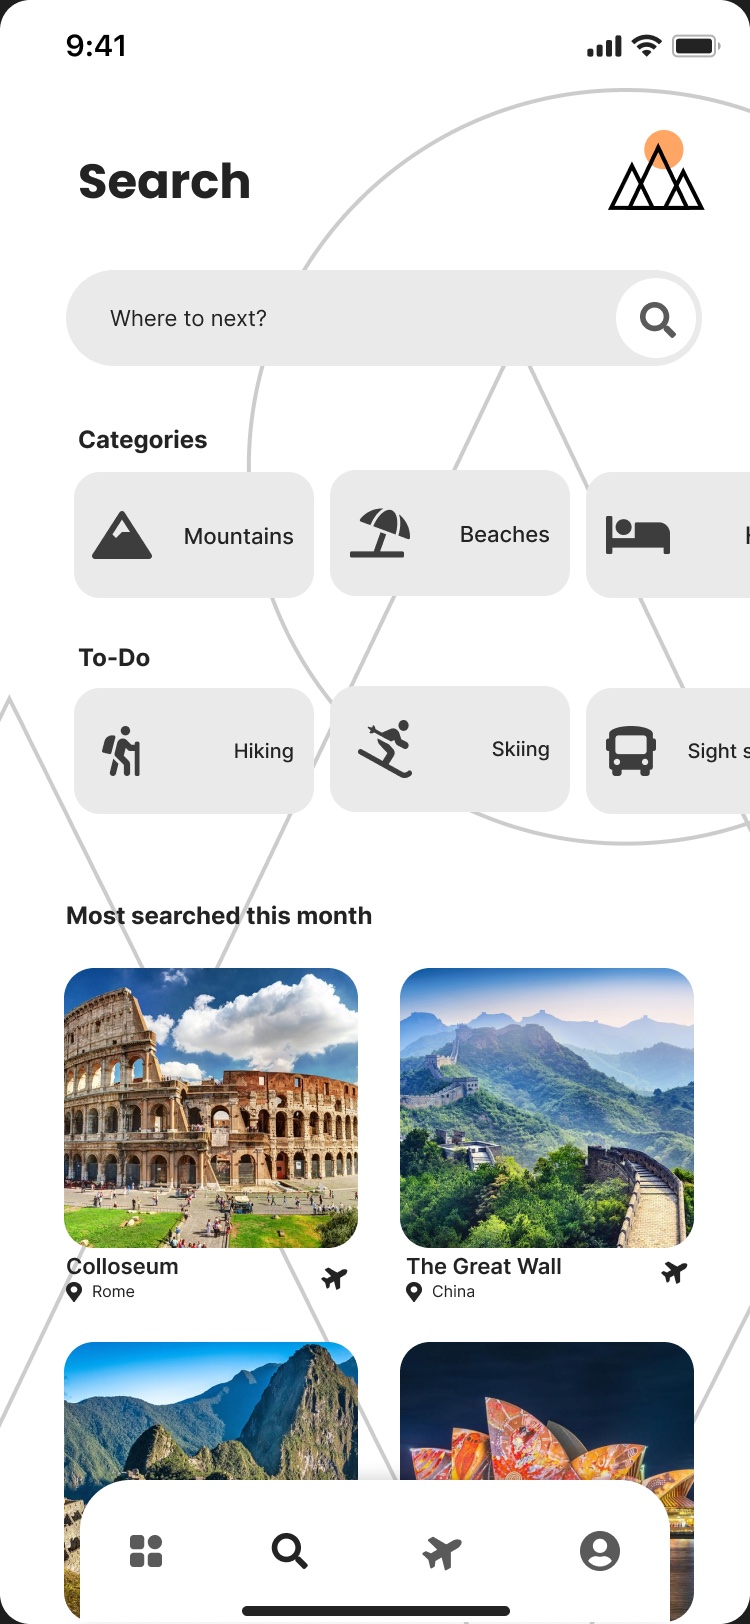 9:41
Search
Where to next?
Categories
Mountains
Beaches
To-Do
Hiking
Skiing
Sight s
Most searched this month
Colloseum
Rome
The Great Wall
China